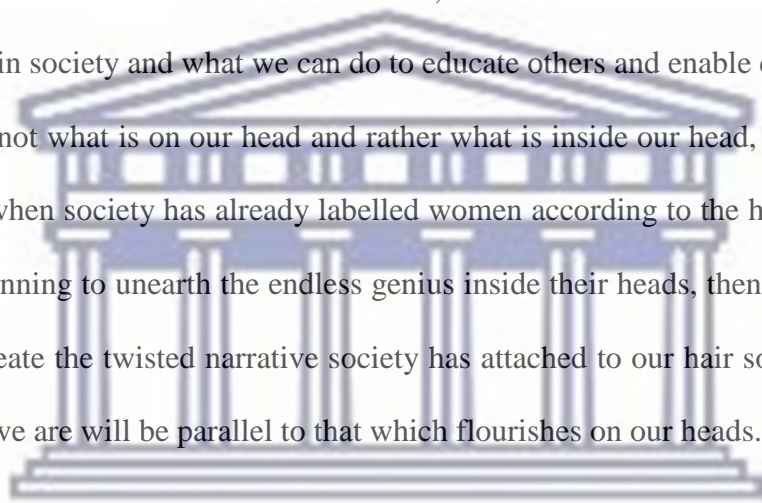 in society and what we can do to educate others and enable
not what is on our head and rather what is inside our head,
when society has already labelled women according to the
nning to unearth the endless genius inside their heads, then
eate the twisted narrative society has attached to our hair
we are will be parallel to that which flourishes on our heads.